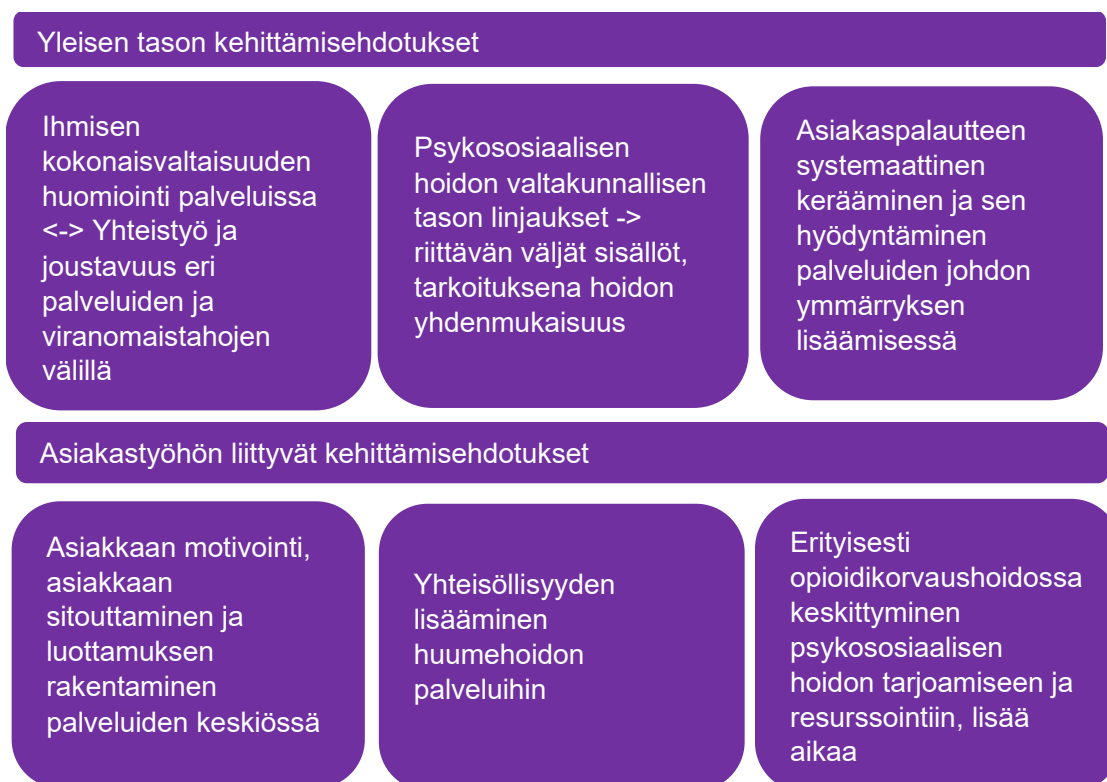 Yleisen tason kehittämisehdotukset
Ihmisen
kokonaisvaltaisuuden
huomiointi palveluissa
<-> Yhteistyö ja
joustavuus eri
palveluiden ja
viranomaistahojen
välillä
Psykososiaalisen
hoidon valtakunnallisen
tason linjaukset ->
riittävän väljät sisällöt,
tarkoituksena hoidon
yhdenmukaisuus
Asiakaspalautteen
systemaattinen
kerääminen ja sen
hyödyntäminen
palveluiden johdon
ymmärryksen
lisäämisessä
Asiakastyöhön liittyvät kehittämisehdotukset
Asiakkaan motivointi,
asiakkaan
sitouttaminen ja
luottamuksen
rakentaminen
palveluiden keskiössä
Yhteisöllisyyden
lisääminen
huumehoidon
palveluihin
Erityisesti
opioidikorvaushoidossa
keskittyminen
psykososiaalisen
hoidon tarjoamiseen ja
resurssointiin, lisää
aikaa